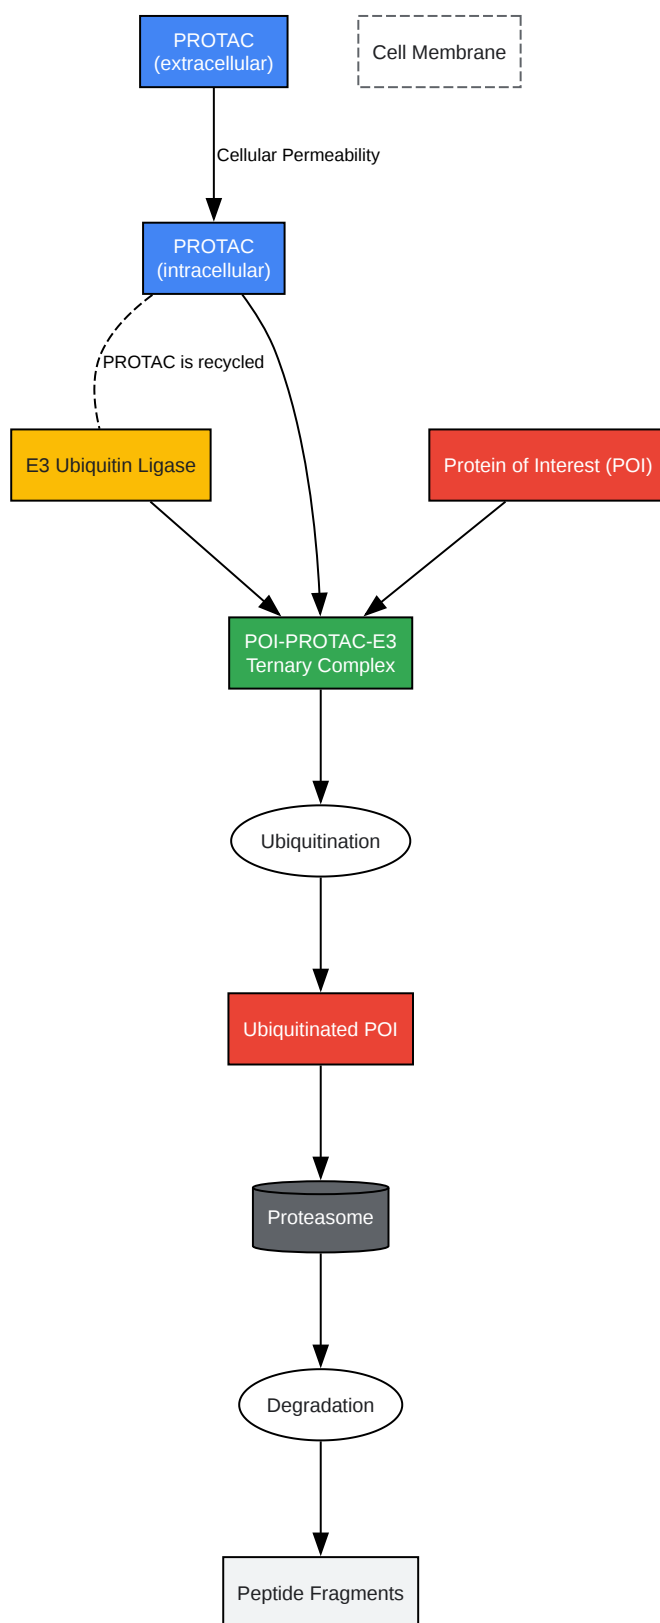 PROTAC
(extracellular)
Cell Membrane
Cellular Permeability
PROTAC
(intracellular)
PROTAC is recycled
E3 Ubiquitin Ligase
Protein of Interest (POI)
POI-PROTAC-E3
Ternary Complex
Ubiquitination
Ubiquitinated POI
Proteasome
Degradation
Peptide Fragments